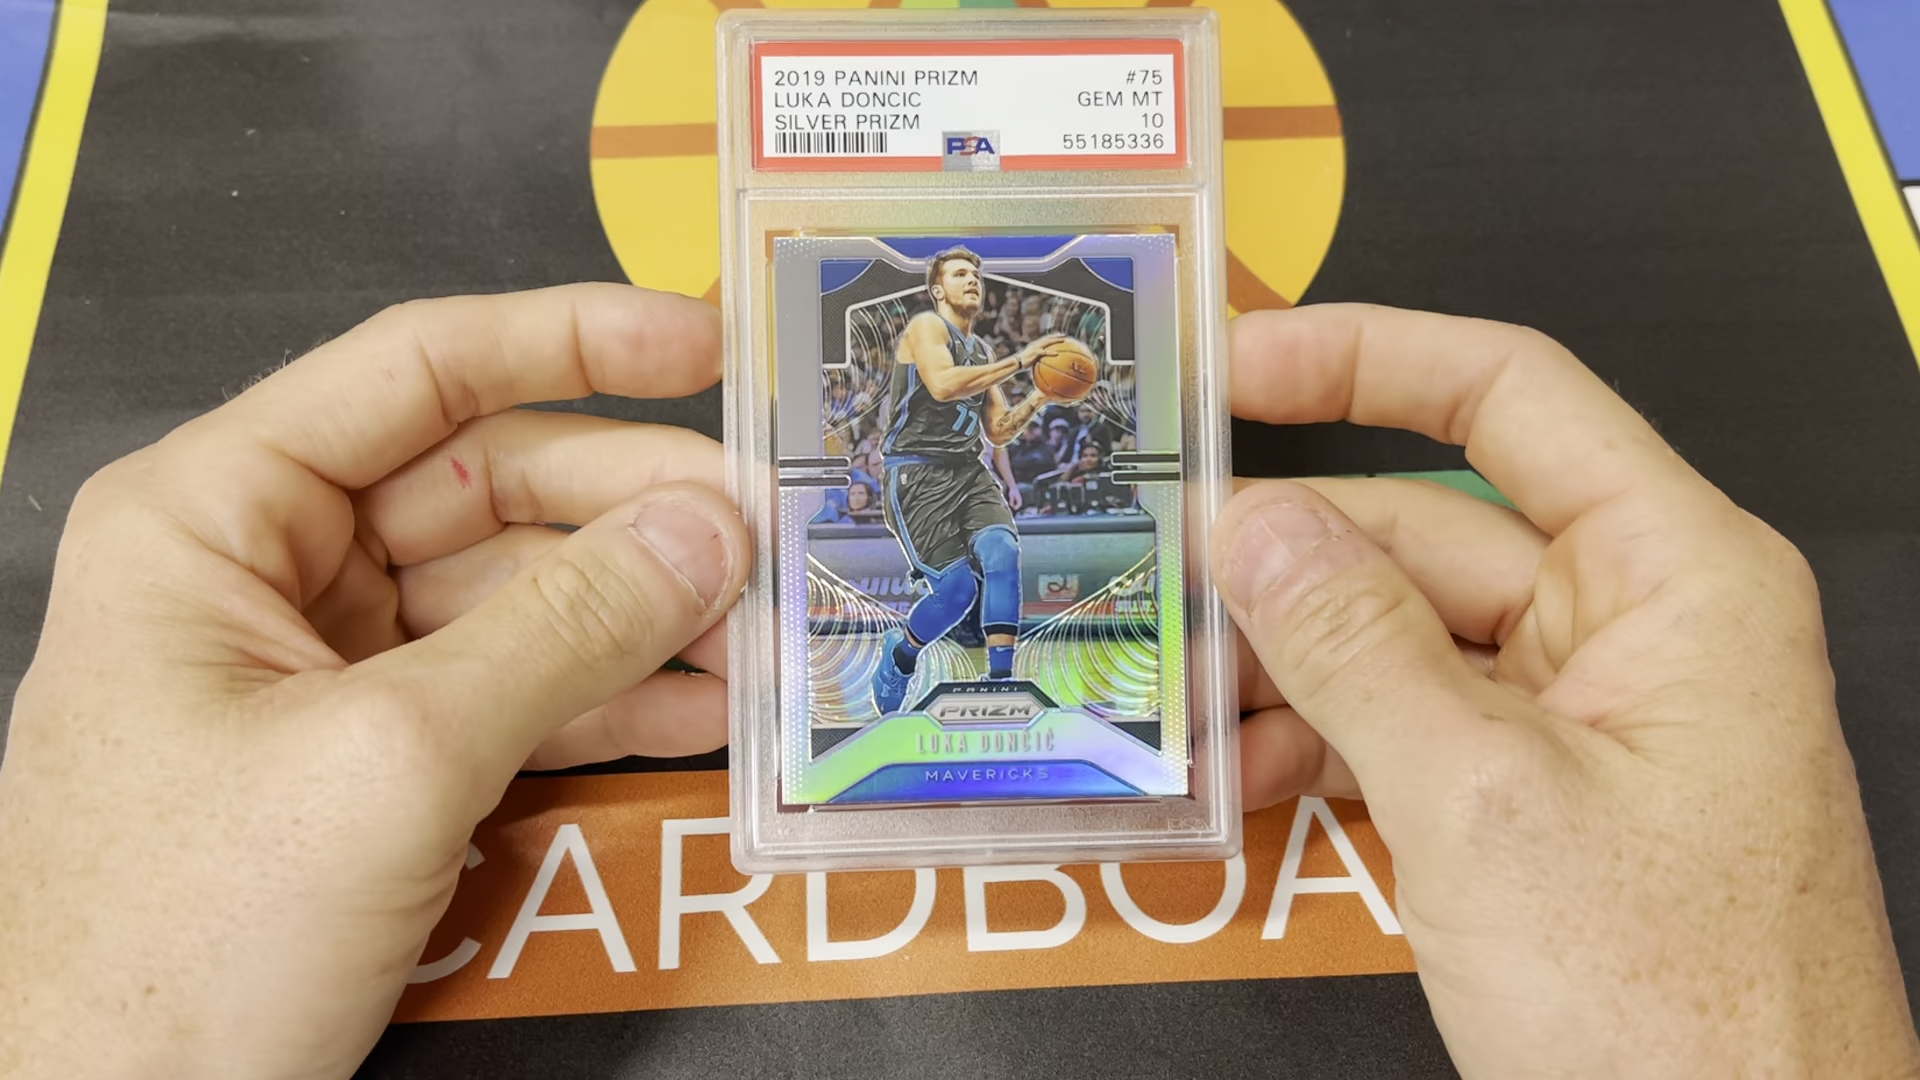 2019 PANINI PRIZM #75
LUKA DONCIC GEM MT
SILVER PRIZM 10
PSA 55185336
11
PANINI
PRIZM
LUKA DONČIĆ
MAVERICKS
CARDBOA